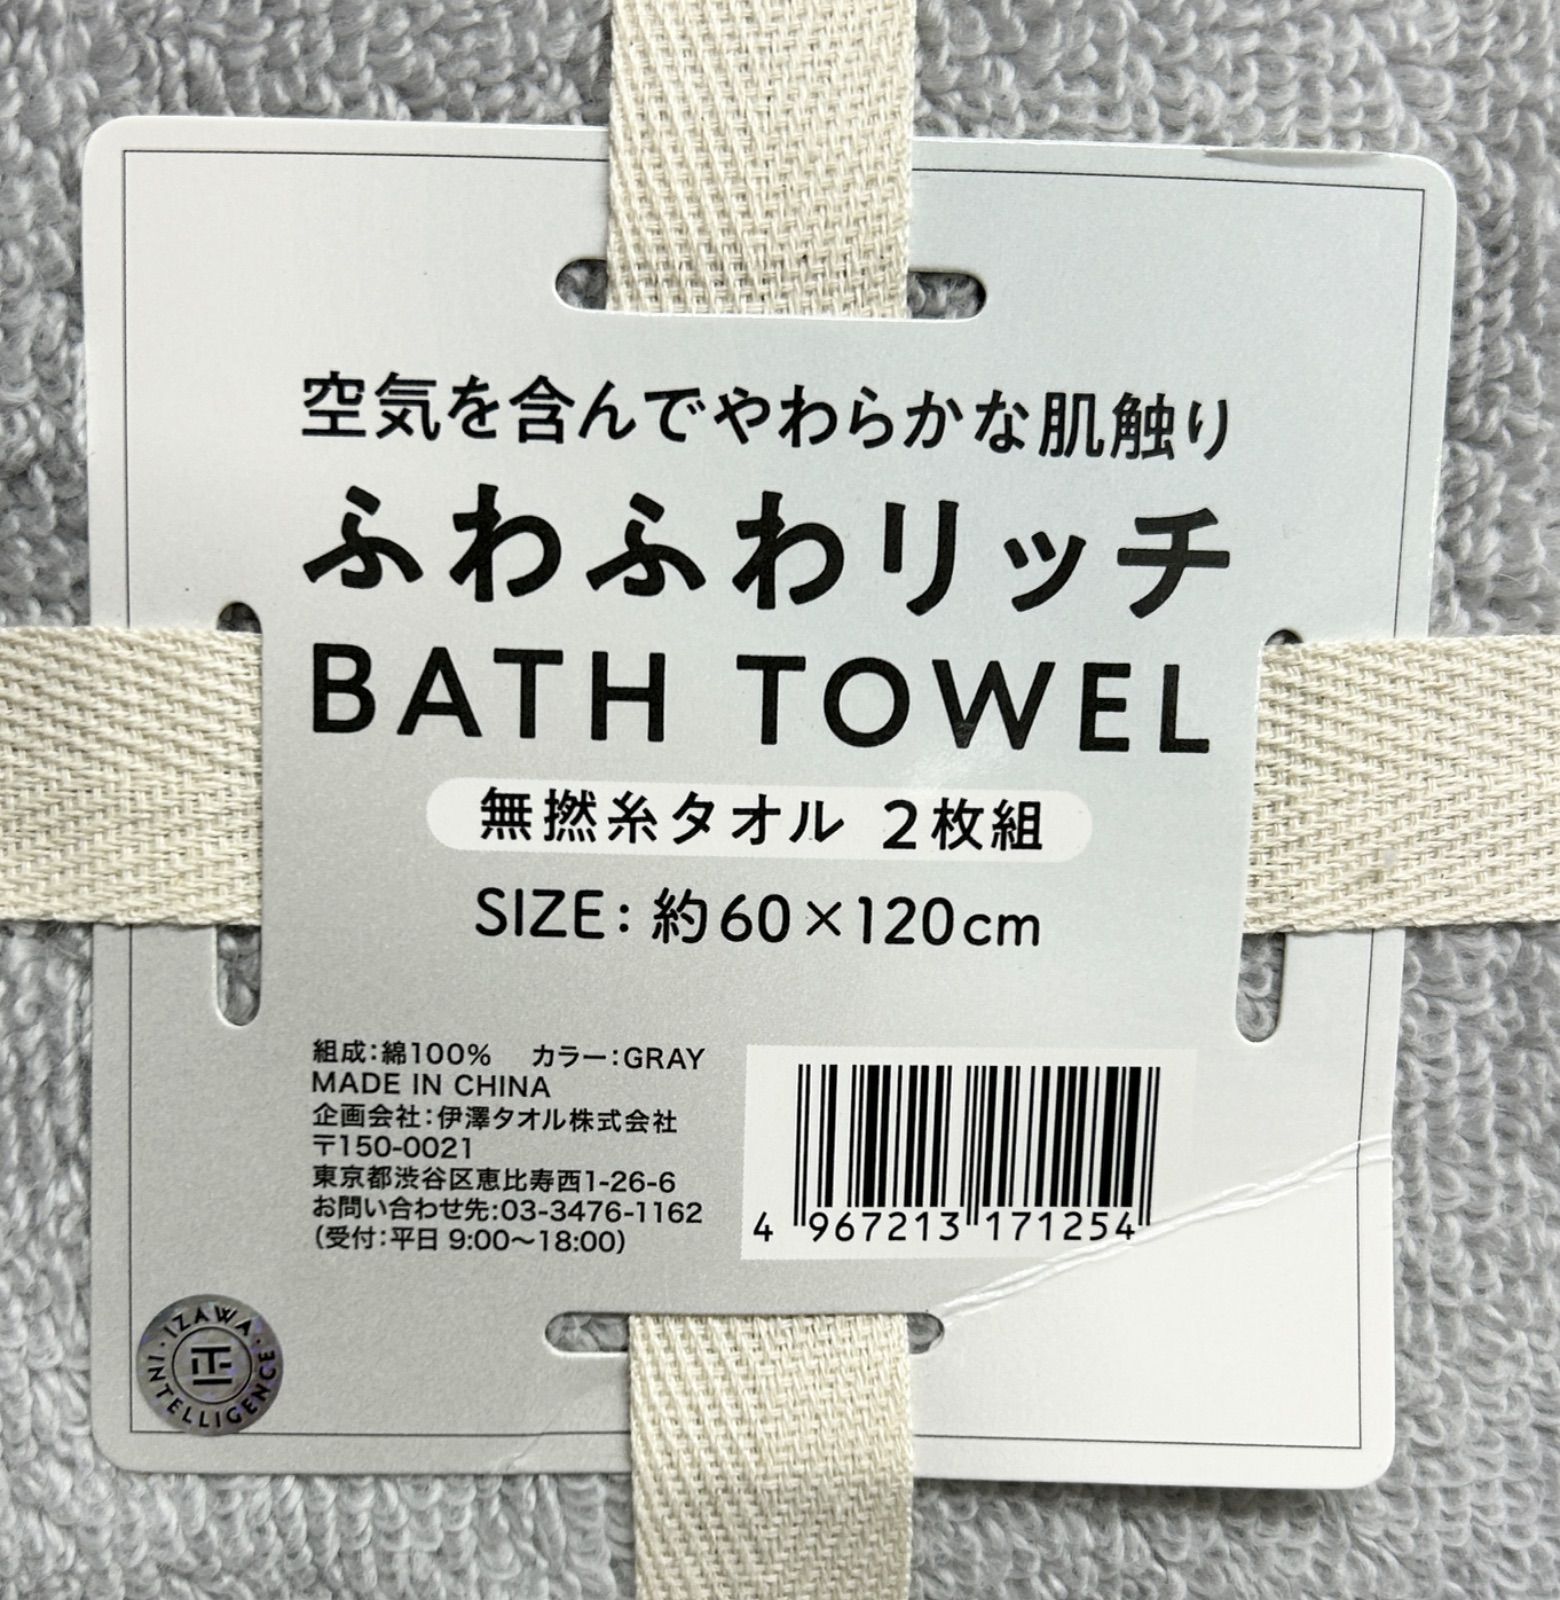 空気を含んでやわらかな肌触り
ふわふわリッチ
BATH TOWEL
無撚糸タオル 2枚組
SIZE: 約60×120cm
組成:綿100% カラー:GRAY
MADE IN CHINA
企画会社:伊澤タオル株式会社
〒150-0021
東京都渋谷区恵比寿西1-26-6
お問い合わせ先:03-3476-1162
(受付:平日 9:00～18:00)
4 967213 171254
・IZAWA・
正
INTELLIGENCE